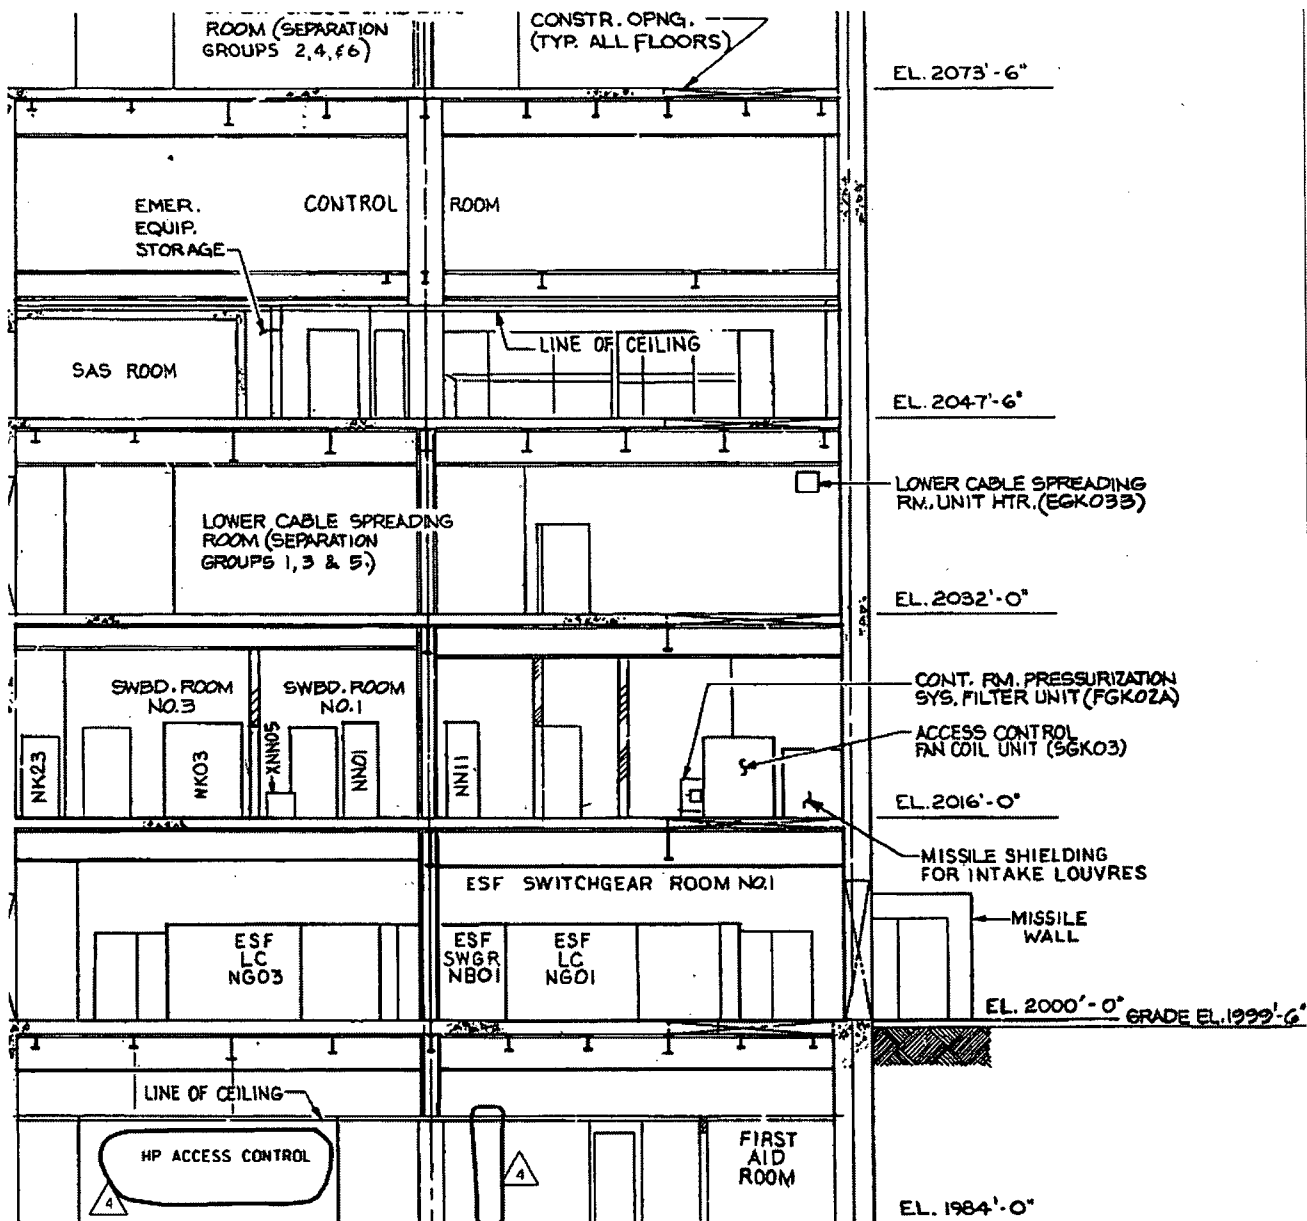 ROOM (SEPARATION
GROUPS 2,4,&6)
CONSTR. OPNG.
(TYP. ALL FLOORS)
EL. 2073'-6"
EMER.
EQUIP.
STORAGE
CONTROL ROOM
LINE OF CEILING
SAS ROOM
EL. 2047'-6"
LOWER CABLE SPREADING
RM. UNIT HTR. (EGK033)
LOWER CABLE SPREADING
ROOM (SEPARATION
GROUPS 1,3 & 5.)
EL. 2032'-0"
SWBD. ROOM
NO.3
SWBD. ROOM
NO.1
CONT. RM. PRESSURIZATION
SYS. FILTER UNIT (FGK02A)
ACCESS CONTROL
FAN COIL UNIT (SGK03)
NK23
NK03
XNN05
NN01
NN11
EL. 2016'-0"
MISSILE SHIELDING
FOR INTAKE LOUVRES
ESF SWITCHGEAR ROOM NO.1
MISSILE
WALL
ESF
LC
NG03
ESF
SWGR
NB01
ESF
LC
NG01
EL. 2000'-0"
GRADE EL. 1999'-6"
LINE OF CEILING
HP ACCESS CONTROL
4
4
FIRST
AID
ROOM
EL. 1984'-0"